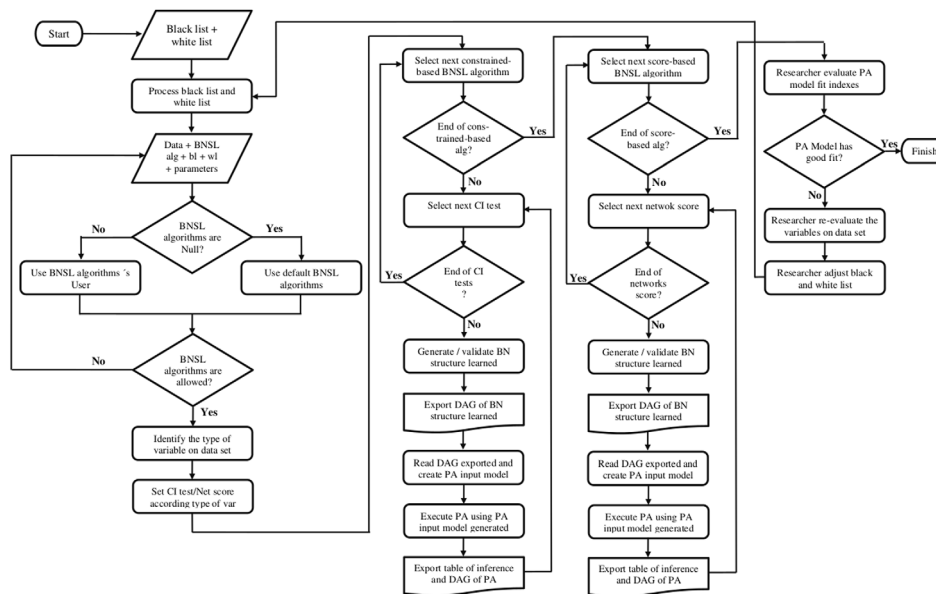 Start
Black list +
white list
Process black list and
white list
Data + BNSL
alg + bl + wl
+ parameters
BNSL
algorithms are
Null?
No
Yes
Use BNSL algorithms ´s
User
Use default BNSL
algorithms
BNSL
algorithms are
allowed?
No
Yes
Identify the type of
variable on data set
Set CI test/Net score
according type of var
Select next constrained-
based BNSL algorithm
End of cons-
trained-based
alg?
Yes
No
Select next CI test
End of CI
tests
?
Yes
No
Generate / validate BN
structure learned
Export DAG of BN
structure learned
Read DAG exported and
create PA input model
Execute PA using PA
input model generated
Export table of inference
and DAG of PA
Select next score-based
BNSL algorithm
End of score-
based alg?
Yes
No
Select next netwok score
End of
networks
score?
Yes
No
Generate / validate BN
structure learned
Export DAG of BN
structure learned
Read DAG exported and
create PA input model
Execute PA using PA
input model generated
Export table of inference
and DAG of PA
Researcher evaluate PA
model fit indexes
PA Model has
good fit?
Yes
Finish
No
Researcher re-evaluate the
variables on data set
Researcher adjust black
and white list